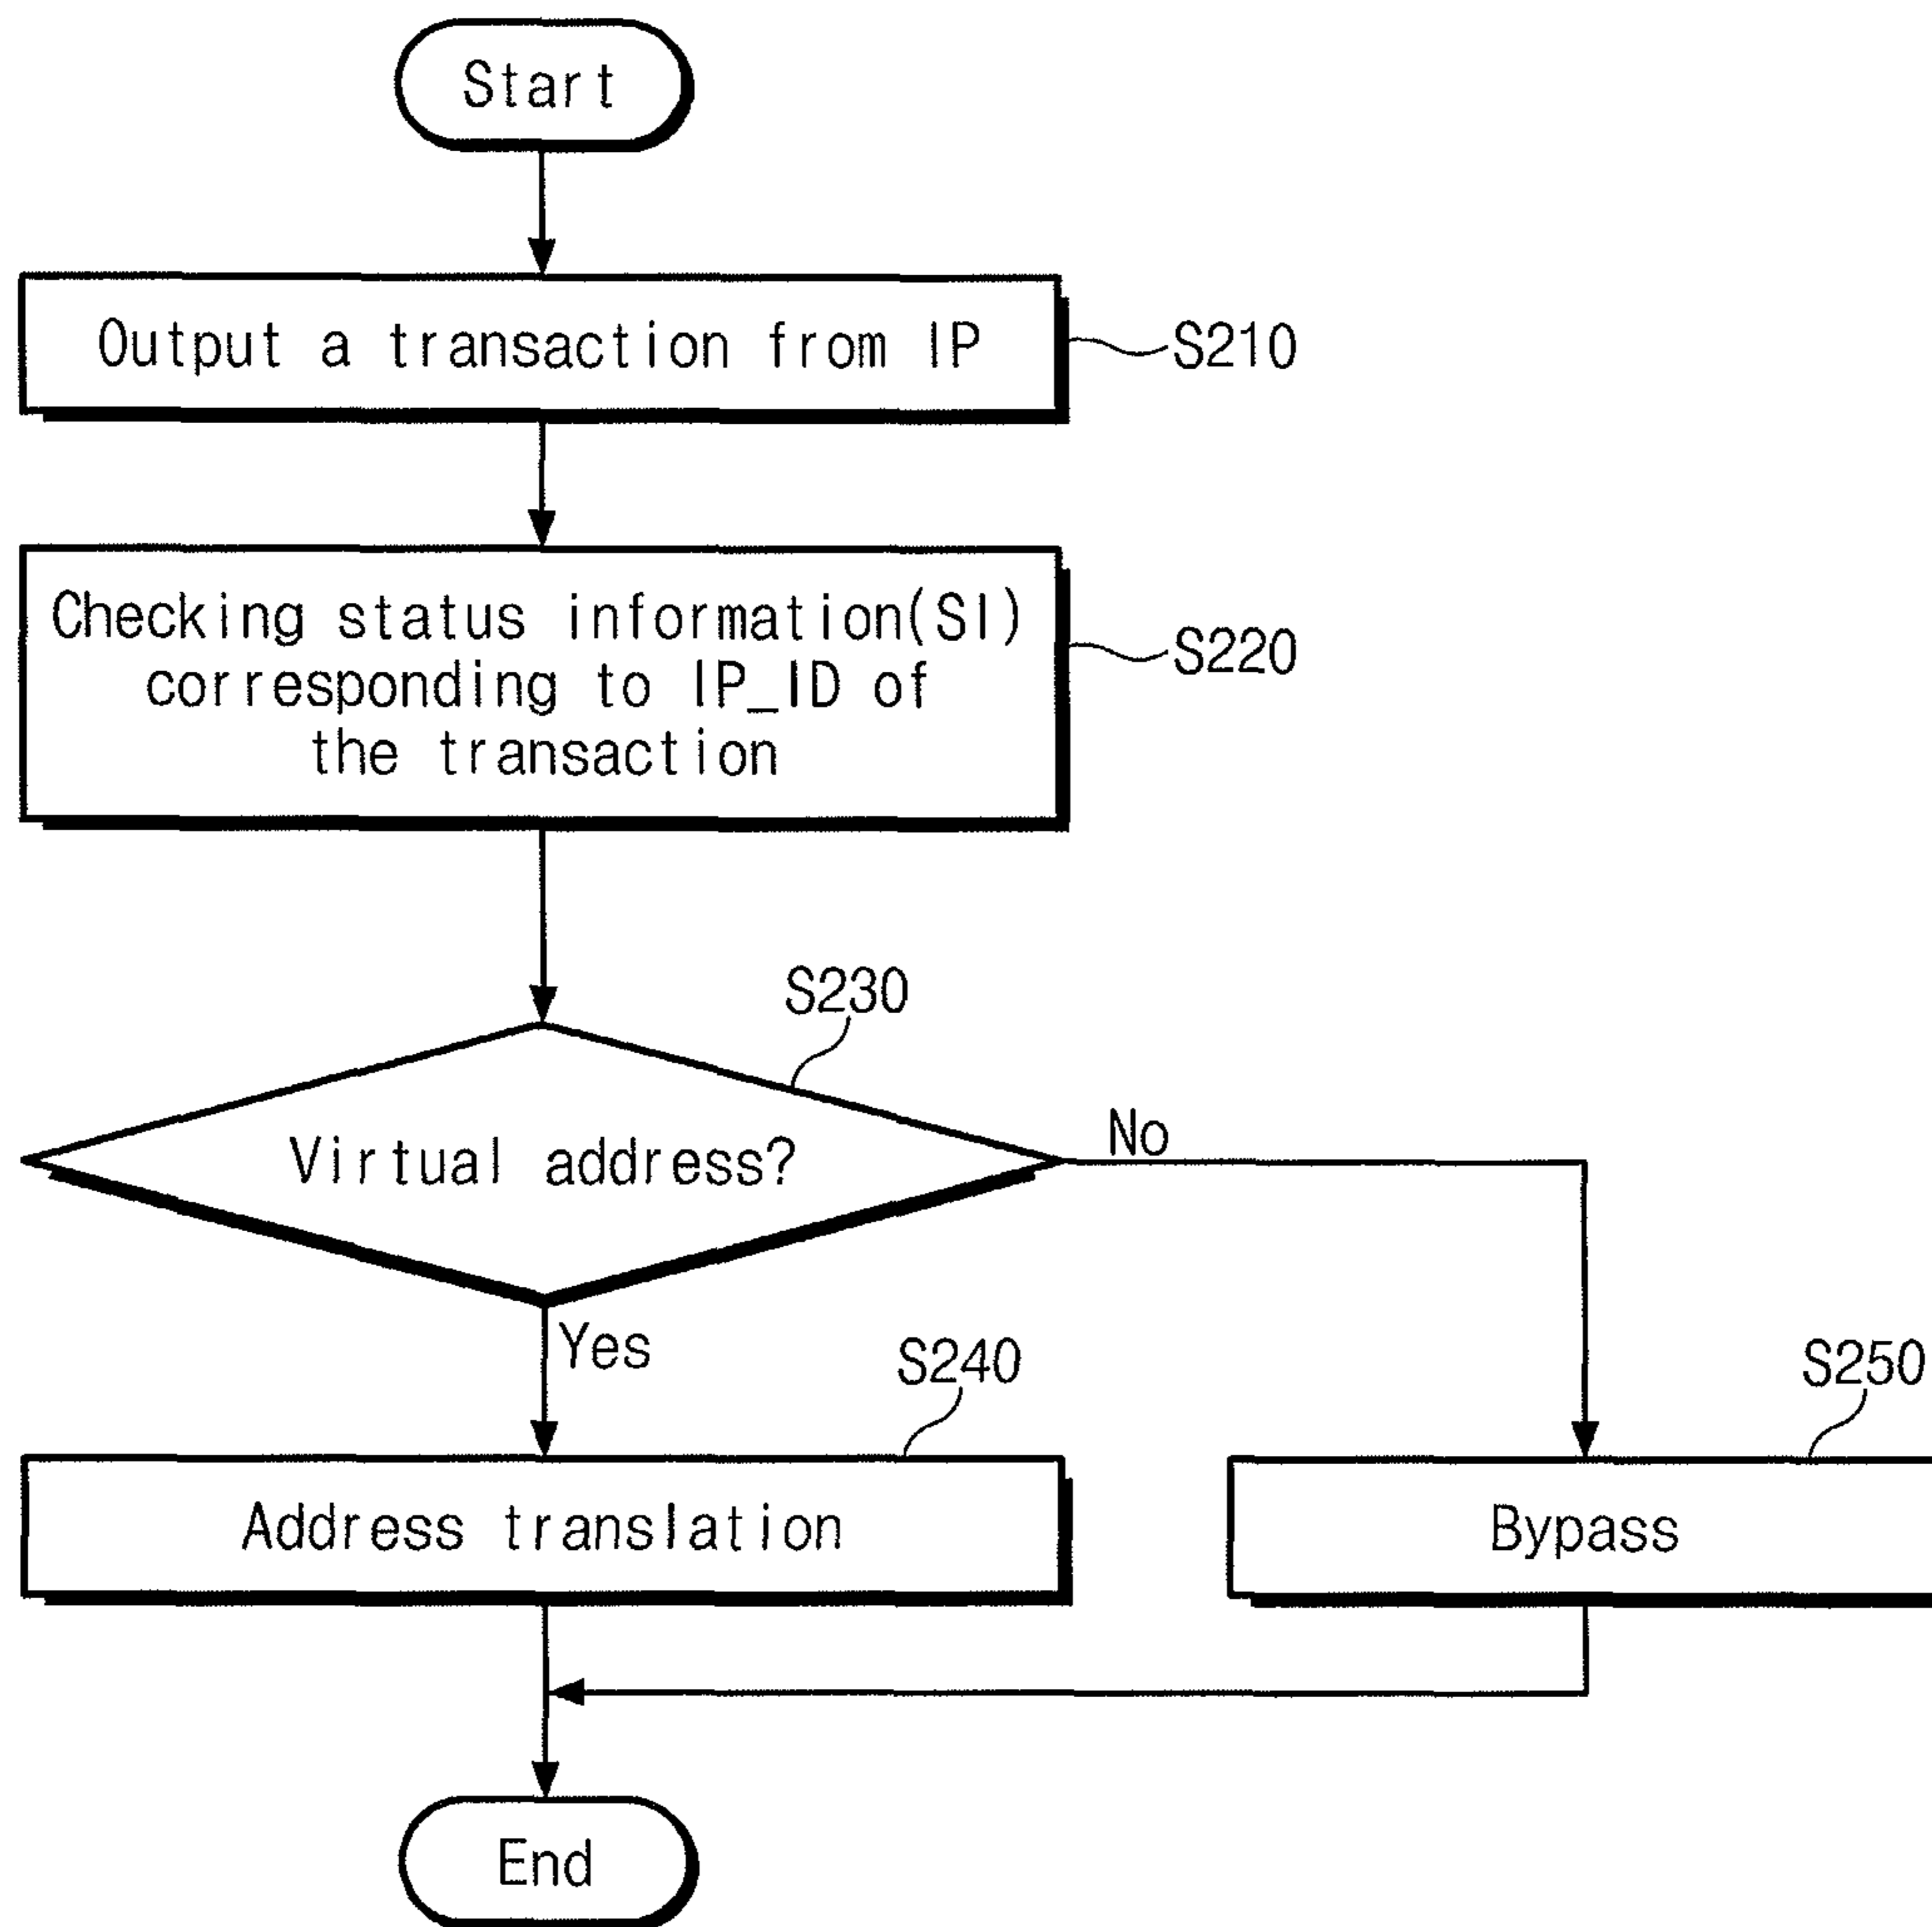 Start
Output a transaction from IP
S210
Checking status information(SI)
corresponding to IP_ID of
the transaction
S220
S230
Virtual address?
No
Yes
S240
S250
Address translation
Bypass
End